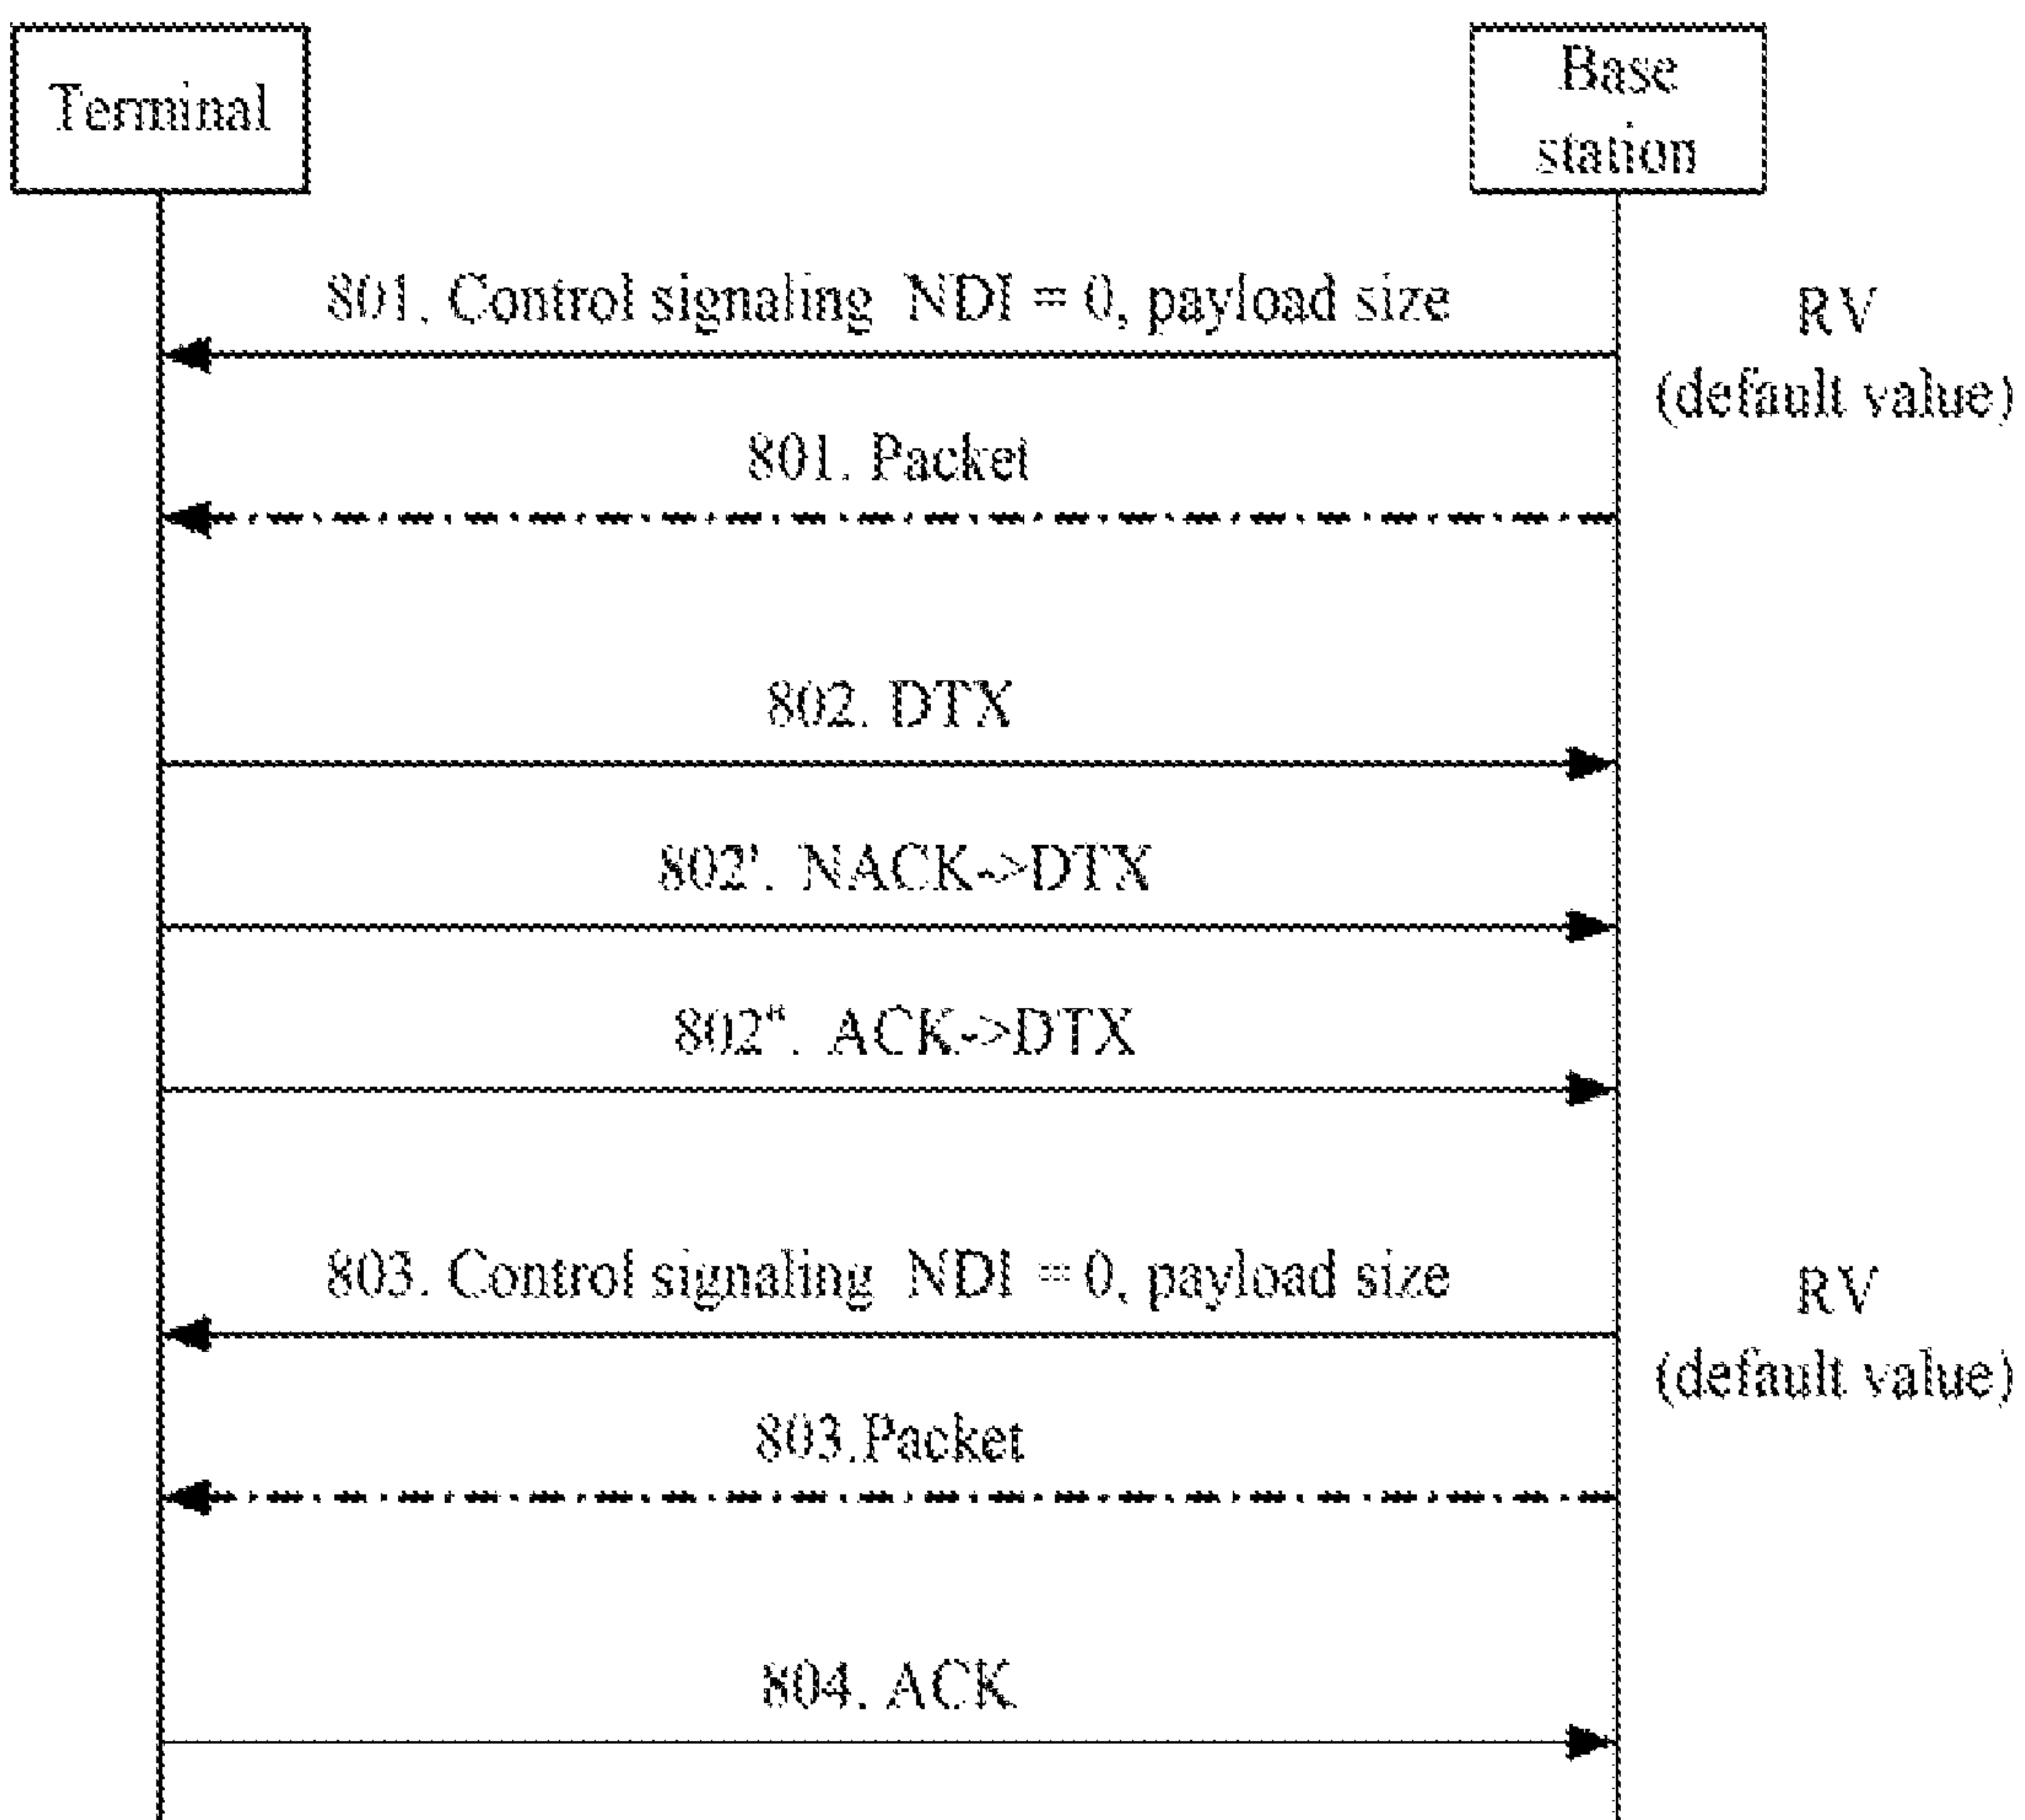 Terminal
Base
station
801. Control signaling NDI = 0, payload size
RV
(default value)
801. Packet
802. DTX
802'. NACK->DTX
802". ACK->DTX
803. Control signaling NDI = 0, payload size
RV
(default value)
803.Packet
804. ACK